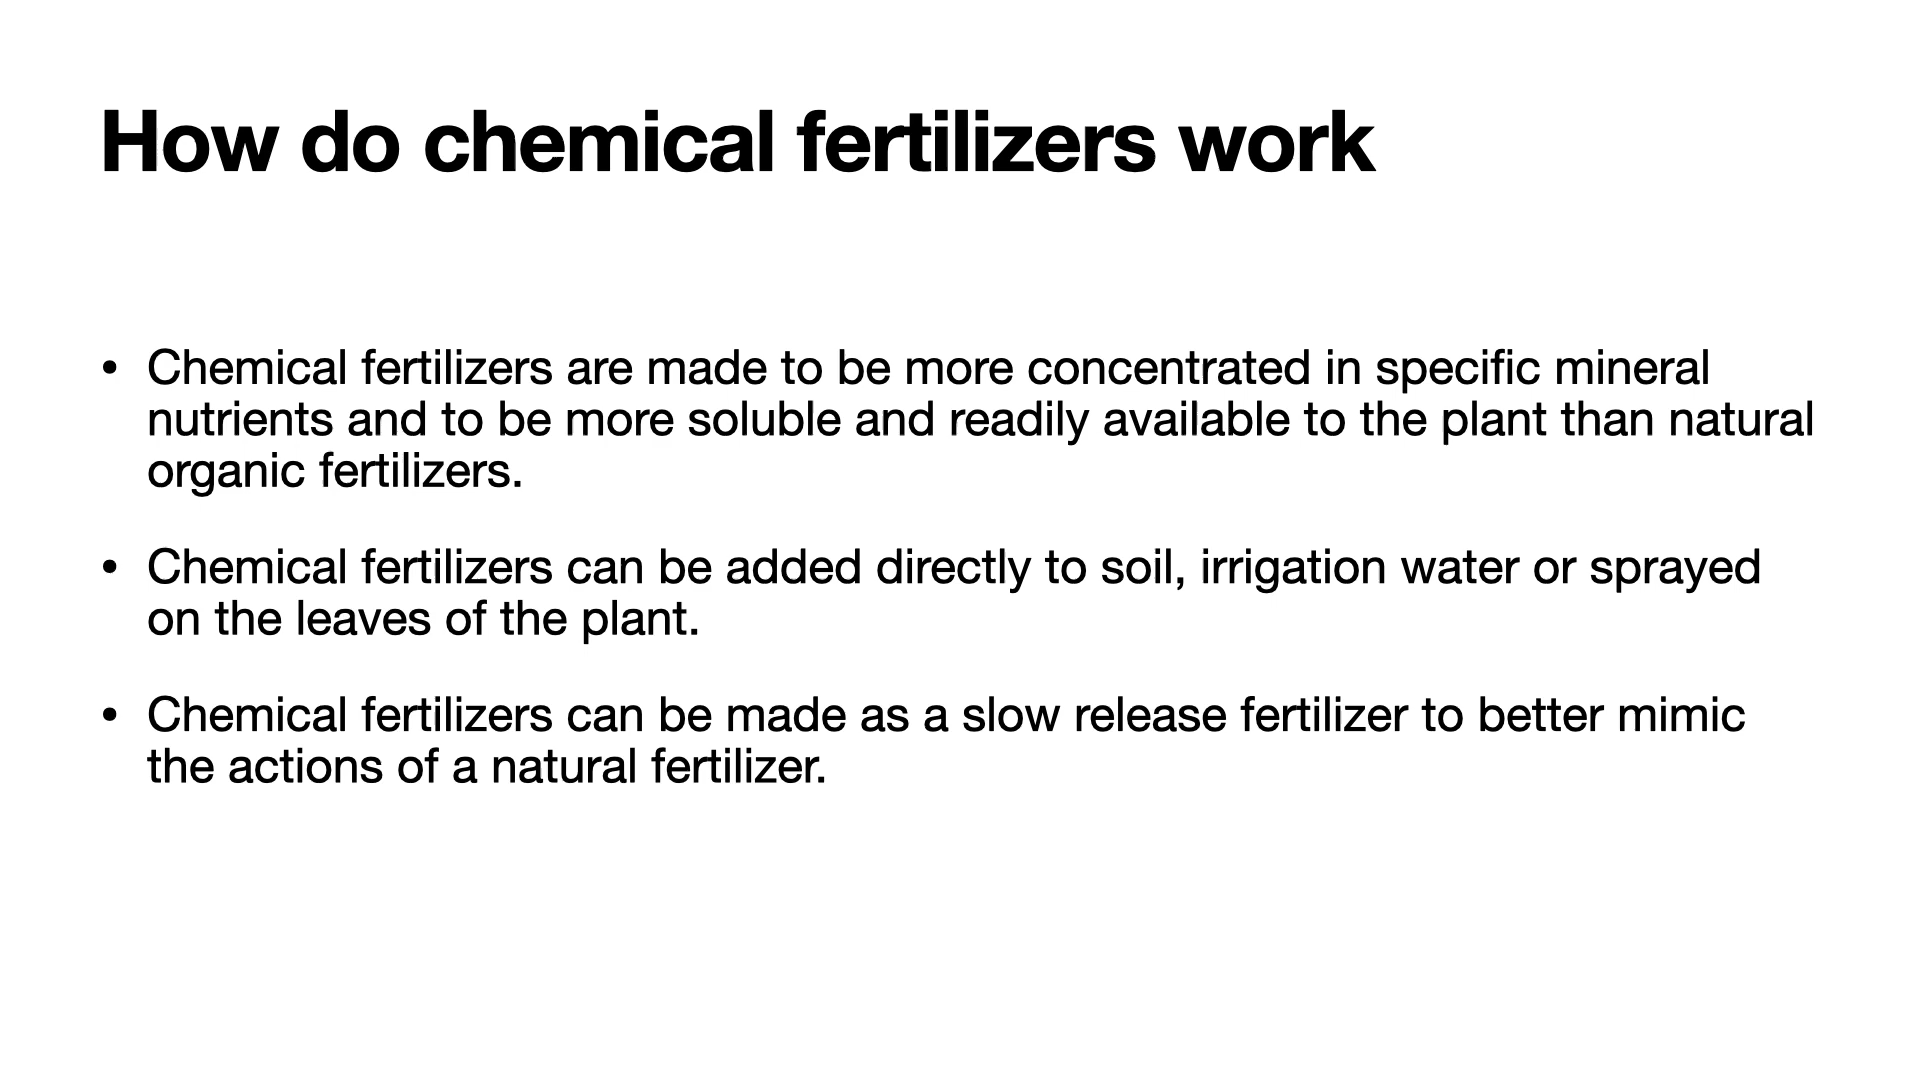 How do chemical fertilizers work
• Chemical fertilizers are made to be more concentrated in specific mineral
nutrients and to be more soluble and readily available to the plant than natural
organic fertilizers.
• Chemical fertilizers can be added directly to soil, irrigation water or sprayed
on the leaves of the plant.
• Chemical fertilizers can be made as a slow release fertilizer to better mimic
the actions of a natural fertilizer.